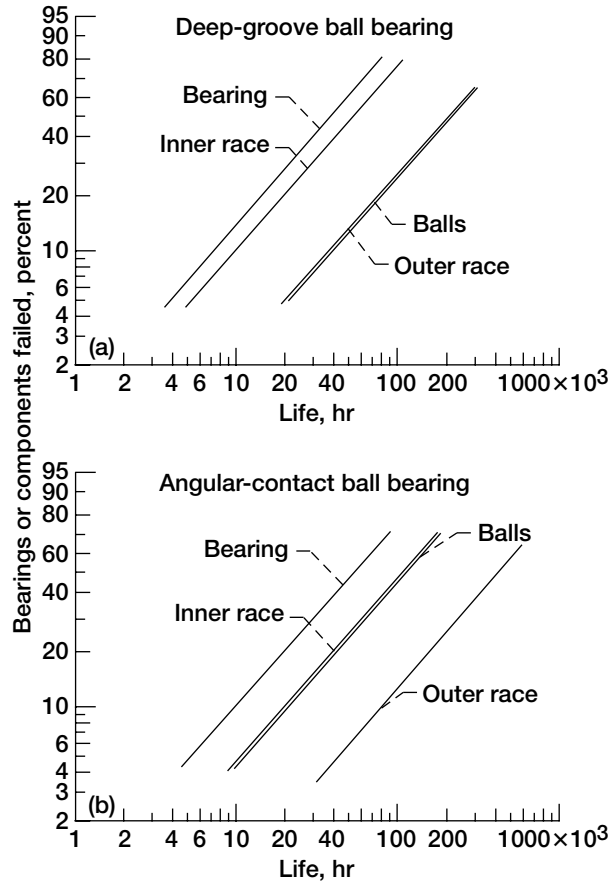 Bearings or components failed, percent
Deep-groove ball bearing
95
90
80
60
40
20
10
6
4
3
2
Bearing
Inner race
Balls
Outer race
(a)
1 2 4 6 10 20 40 100 200 1000×10³
Life, hr
Angular-contact ball bearing
95
90
80
60
40
20
10
6
4
3
2
Bearing
Balls
Inner race
Outer race
(b)
1 2 4 6 10 20 40 100 200 1000×10³
Life, hr